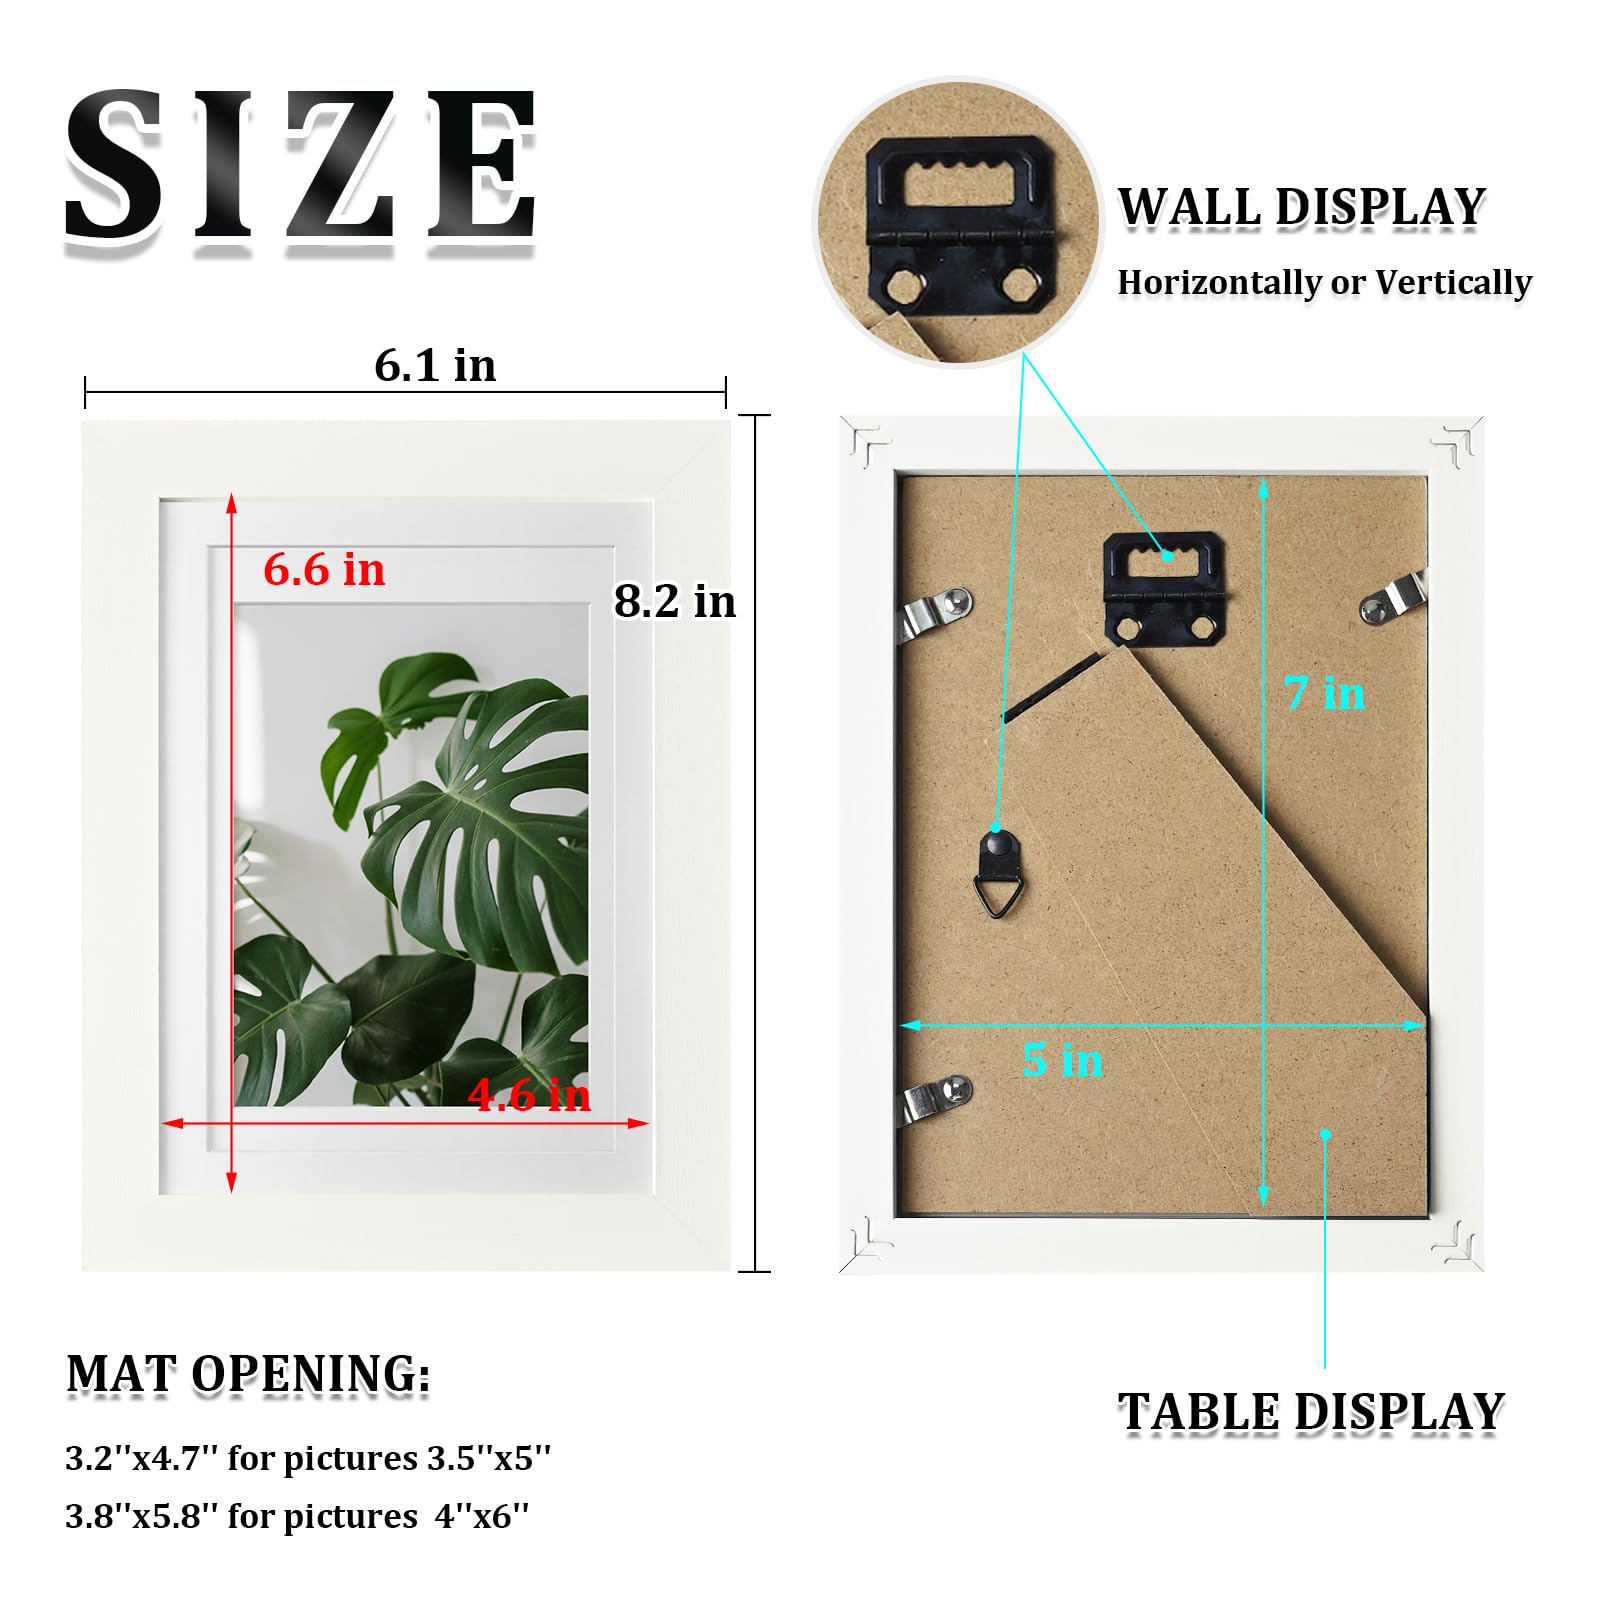 SIZE
WALL DISPLAY
Horizontally or Vertically
6.1 in
6.6 in
8.2 in
7 in
5 in
4.6 in
MAT OPENING:
3.2"x4.7" for pictures 3.5"x5"
3.8"x5.8" for pictures 4"x6"
TABLE DISPLAY